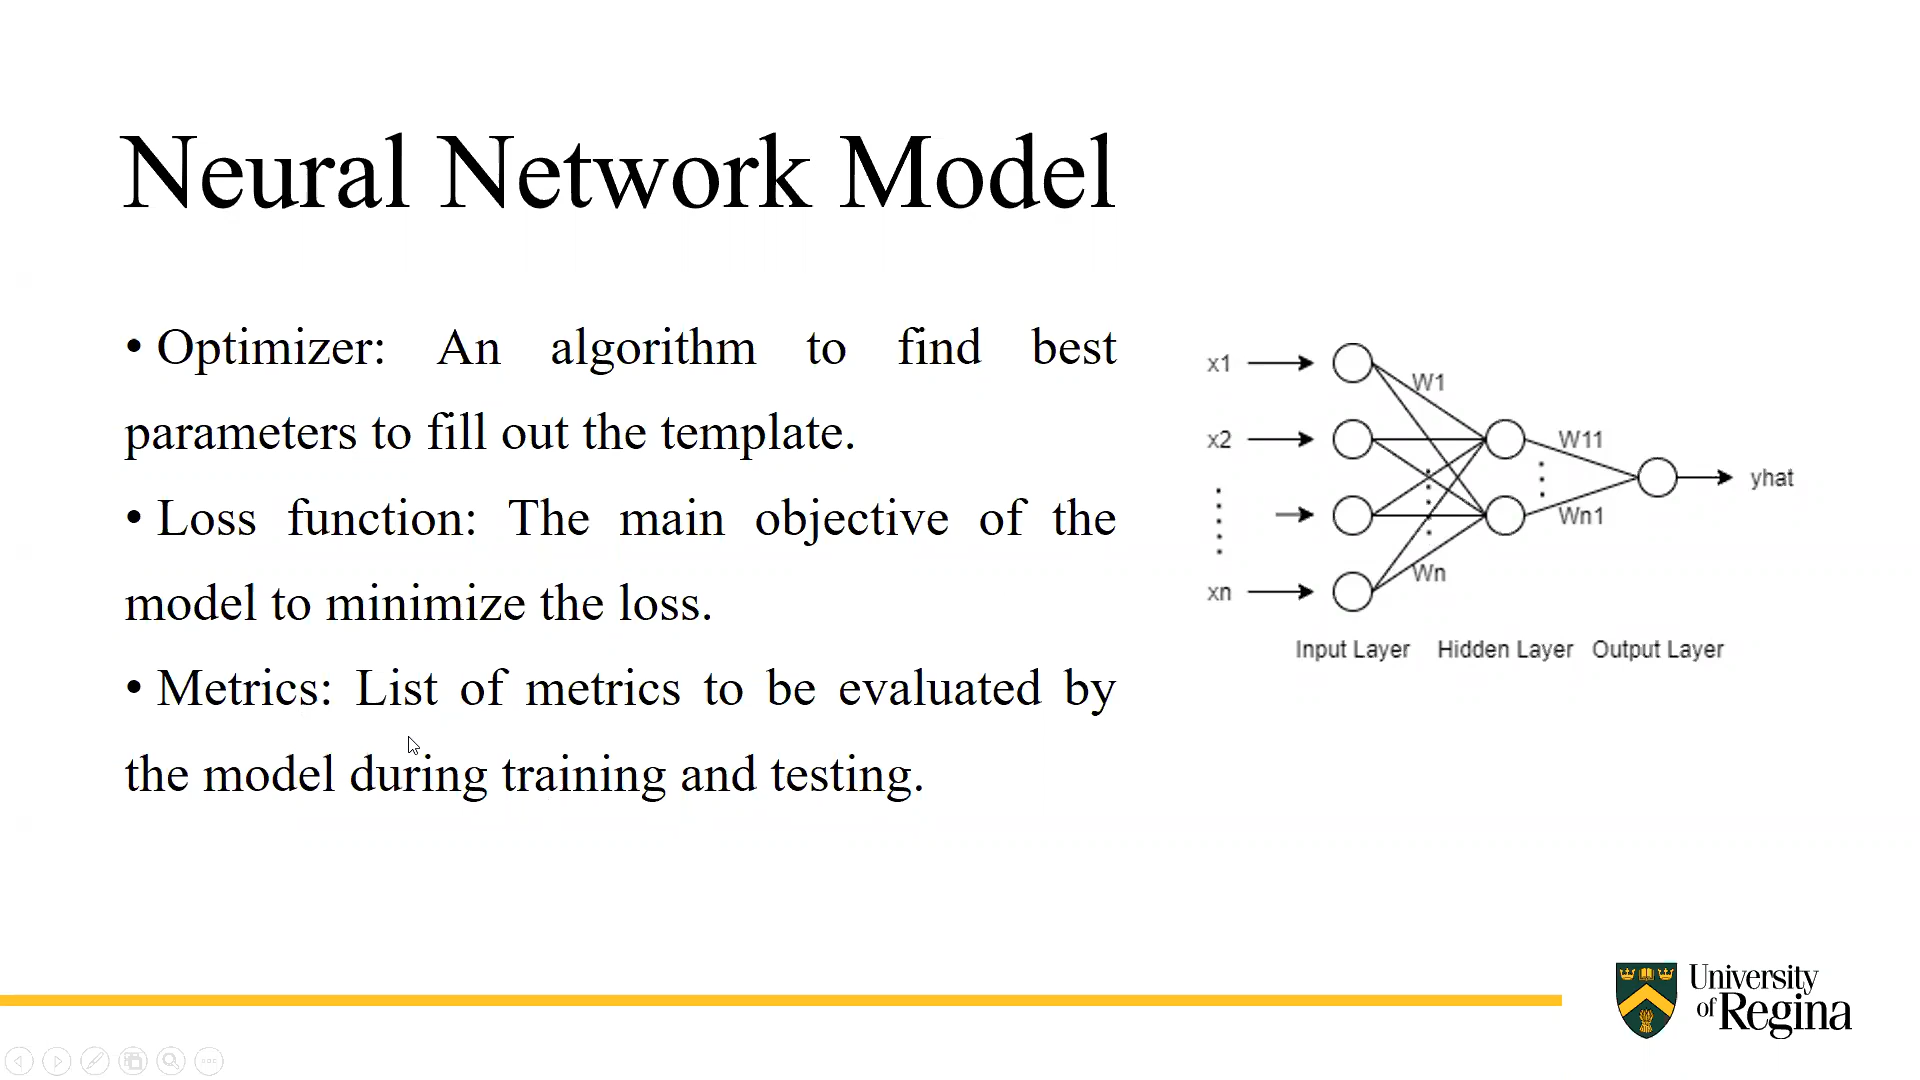 Neural Network Model
• Optimizer: An algorithm to find best
parameters to fill out the template.
• Loss function: The main objective of the
model to minimize the loss.
• Metrics: List of metrics to be evaluated by
the model during training and testing.
x1
W1
x2
W11
yhat
Wn1
Wn
xn
Input Layer
Hidden Layer
Output Layer
University
of Regina